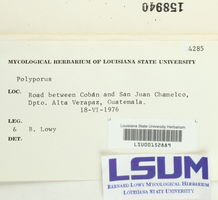 158940
4285
MYCOLOGICAL HERBARIUM OF LOUISIANA STATE UNIVERSITY
Polyporus
LOC. Road between Cobán and San Juan Chamelco,
Dpto. Alta Verapaz, Guatemala.
18-VI-1976
LEG.
& B. Lowy
DET.
Louisiana State University Herbarium
LSU00152889
LSUM
BERNARD LOWY MYCOLOGICAL HERBARIUM
LOUISIANA STATE UNIVERSITY